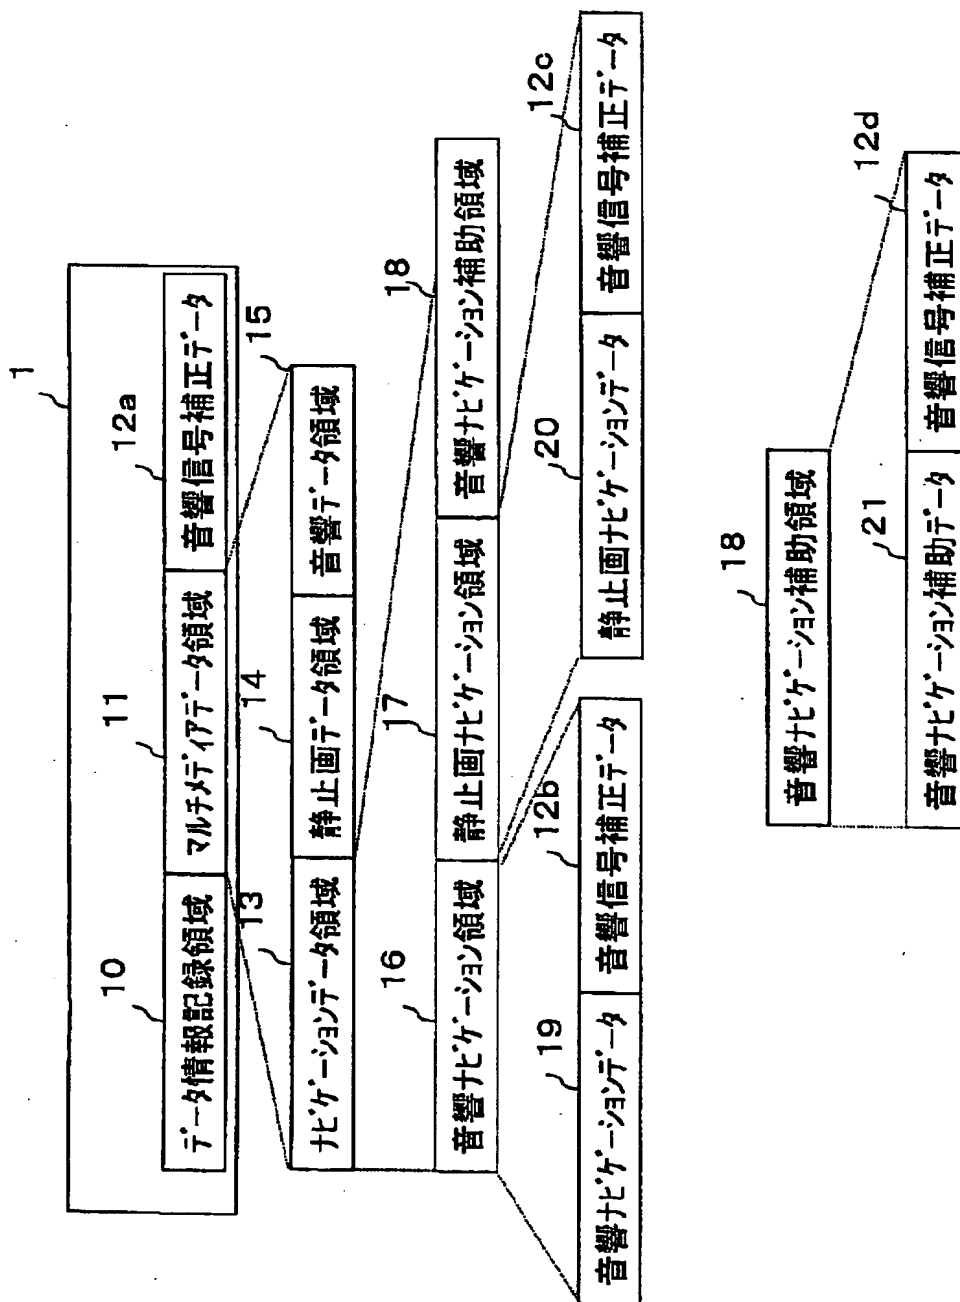 1
10
11
12a
データ情報記録領域
マルチメディアデータ領域
音響信号補正データ
13
14
15
ナビゲーションデータ領域
静止画データ領域
音響データ領域
16
17
18
音響ナビゲーション領域
静止画ナビゲーション領域
音響ナビゲーション補助領域
19
12b
20
12c
音響ナビゲーションデータ
音響信号補正データ
静止画ナビゲーションデータ
音響信号補正データ
18
音響ナビゲーション補助領域
21
12d
音響ナビゲーション補助データ
音響信号補正データ